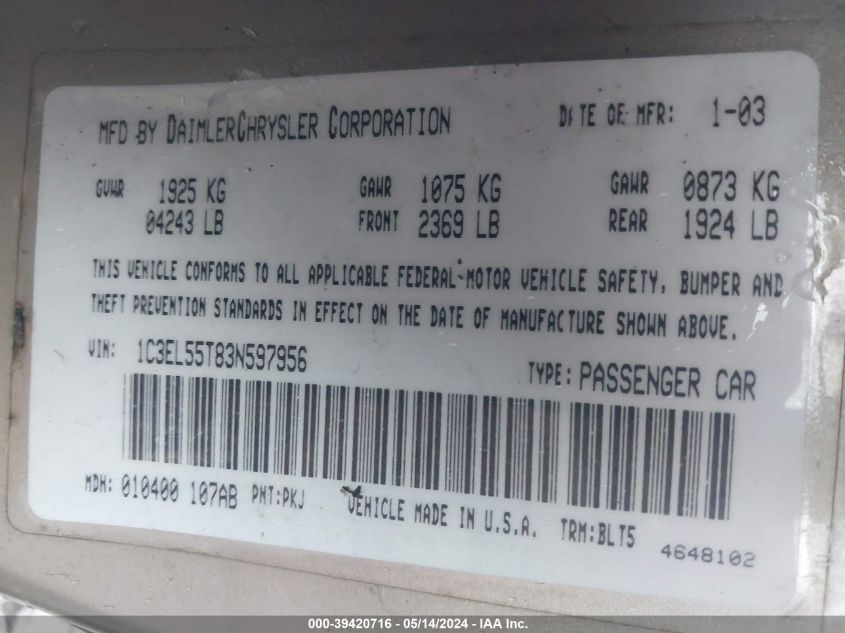 MFD BY DAIMLERCHRYSLER CORPORATION DATE OF MFR: 1-03
GVWR 1925 KG GAWR 1075 KG GAWR 0873 KG
04243 LB FRONT 2369 LB REAR 1924 LB
THIS VEHICLE CONFORMS TO ALL APPLICABLE FEDERAL MOTOR VEHICLE SAFETY, BUMPER AND
THEFT PREVENTION STANDARDS IN EFFECT ON THE DATE OF MANUFACTURE SHOWN ABOVE.
VIN: 1C3EL55T83N597956 TYPE: PASSENGER CAR
MDH: 010400 107AB PNT:PKJ VEHICLE MADE IN U.S.A. TRM:BLT5 4648102
000-39420716 - 05/14/2024 - IAA Inc.